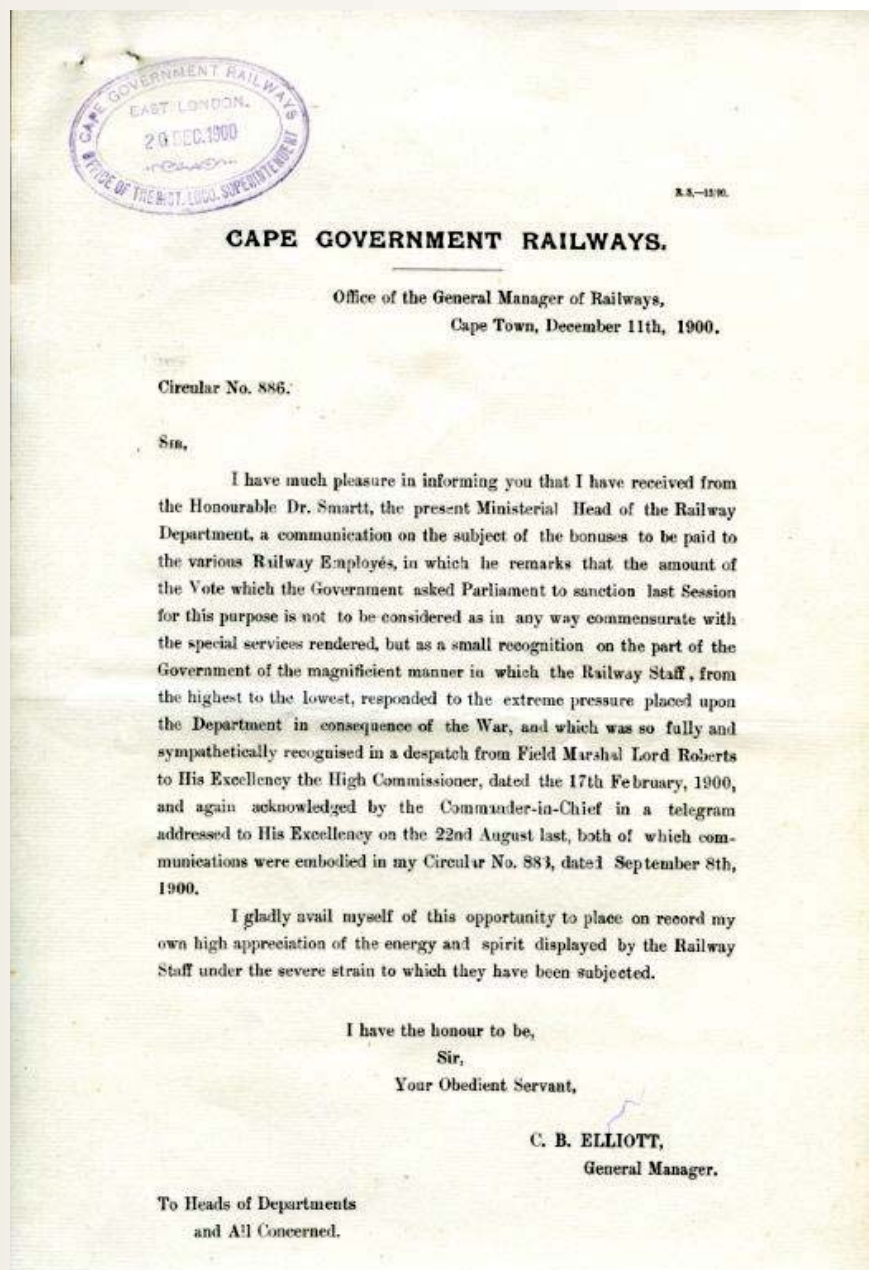 CAPE GOVERNMENT RAILWAYS
EAST LONDON.
20 DEC. 1900
OFFICE OF THE DIST. LOCO. SUPERINTENDENT
CAPE GOVERNMENT RAILWAYS.
Office of the General Manager of Railways,
Cape Town, December 11th, 1900.
Circular No. 886.
SIR,
I have much pleasure in informing you that I have received from
the Honourable Dr. Smartt, the present Ministerial Head of the Railway
Department, a communication on the subject of the bonuses to be paid to
the various Railway Employés, in which he remarks that the amount of
the Vote which the Government asked Parliament to sanction last Session
for this purpose is not to be considered as in any way commensurate with
the special services rendered, but as a small recognition on the part of the
Government of the magnificient manner in which the Railway Staff, from
the highest to the lowest, responded to the extreme pressure placed upon
the Department in consequence of the War, and which was so fully and
sympathetically recognised in a despatch from Field Marshal Lord Roberts
to His Excellency the High Commissioner, dated the 17th February, 1900,
and again acknowledged by the Commander-in-Chief in a telegram
addressed to His Excellency on the 22nd August last, both of which com-
munications were embodied in my Circular No. 883, dated September 8th,
1900.
I gladly avail myself of this opportunity to place on record my
own high appreciation of the energy and spirit displayed by the Railway
Staff under the severe strain to which they have been subjected.
I have the honour to be,
Sir,
Your Obedient Servant,
C. B. ELLIOTT,
General Manager.
To Heads of Departments
and All Concerned.